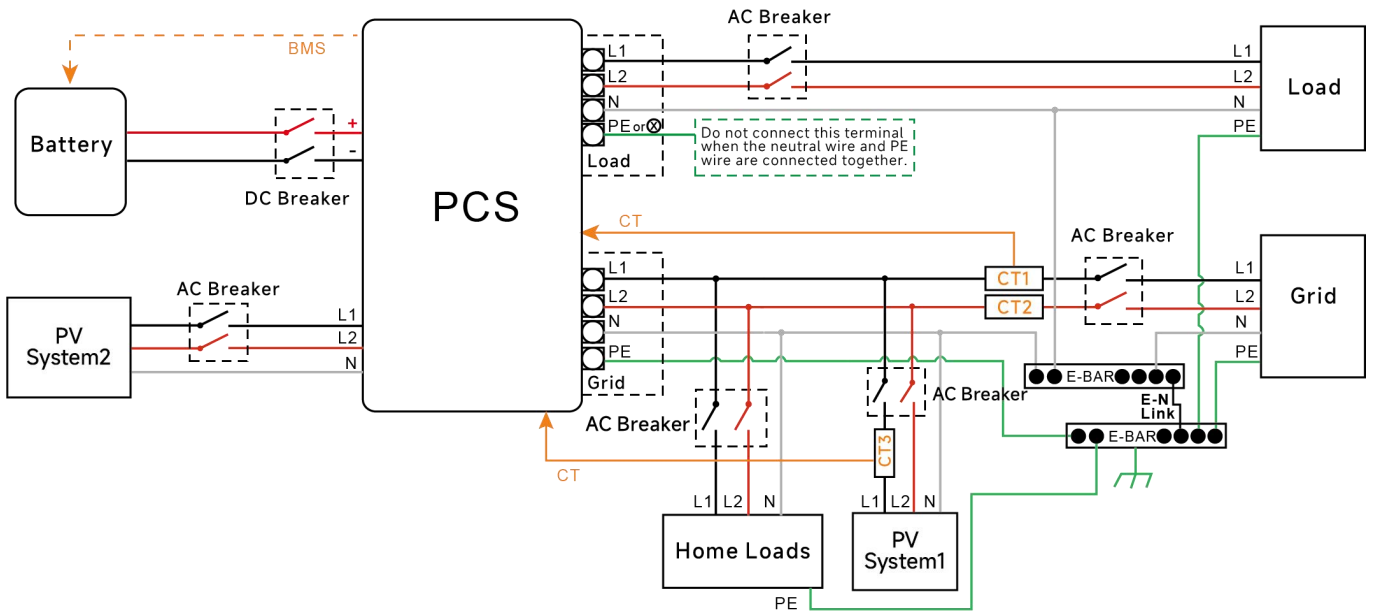 AC Breaker
BMS
L1
L1
L2
L2
Load
N
N
PE or ⓧ
PE
Do not connect this terminal
when the neutral wire and PE
wire are connected together.
Load
Battery
+
-
DC Breaker
PCS
CT
AC Breaker
L1
CT1
L1
L2
CT2
L2
Grid
N
N
PE
PE
Grid
AC Breaker
PV
System2
L1
L2
N
E-BAR
AC Breaker
E-N
Link
AC Breaker
E-BAR
CT3
CT
L1
L2
N
L1
L2
N
Home Loads
PV
System1
PE